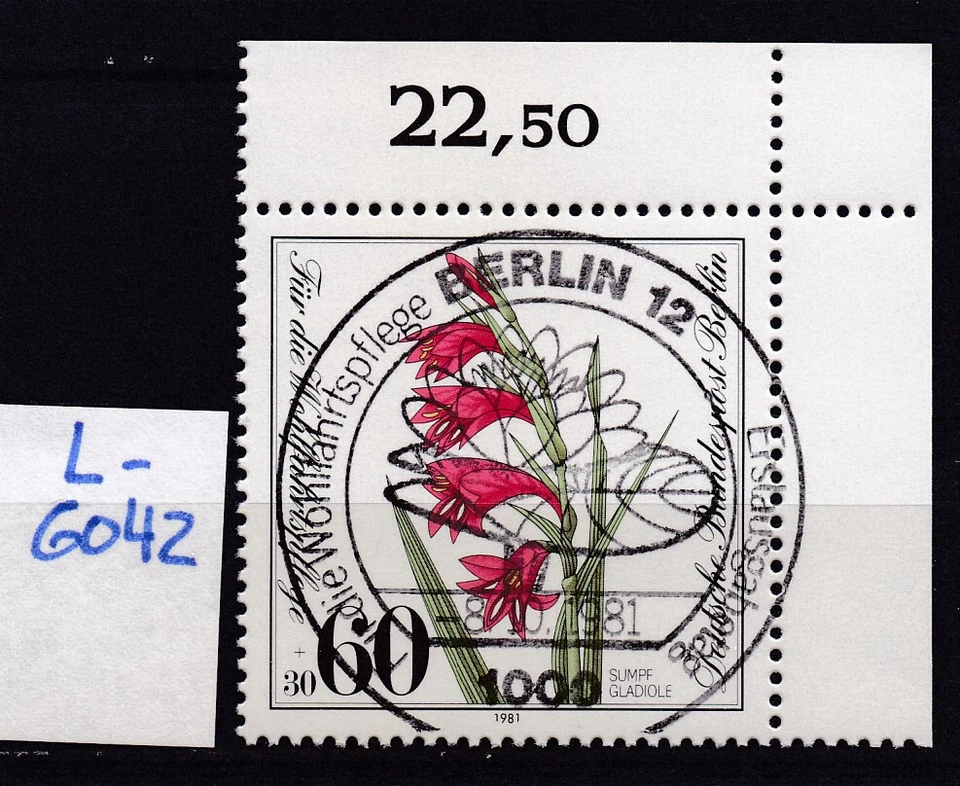 22,50
BERLIN 12
Für die Wohlfahrtspflege
die Wohlfahrtspflege
Deutsche Bundespost Berlin
Erstausgabe
L-
6042
-8.10.1981
+
30
60
1000
SUMPF
GLADIOLE
1981